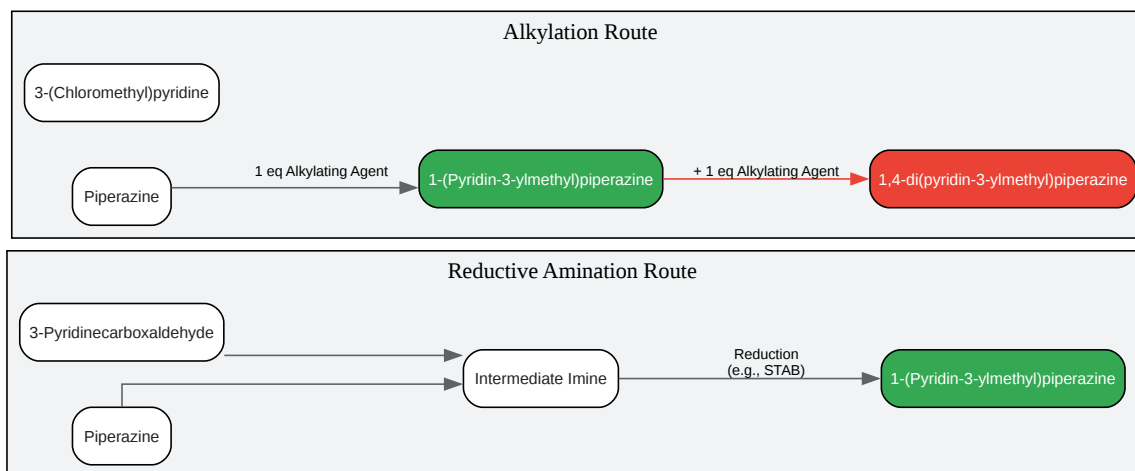 Alkylation Route
3-(Chloromethyl)pyridine
Piperazine
1 eq Alkylating Agent
1-(Pyridin-3-ylmethyl)piperazine
+ 1 eq Alkylating Agent
1,4-di(pyridin-3-ylmethyl)piperazine
Reductive Amination Route
3-Pyridinecarboxaldehyde
Piperazine
Intermediate Imine
Reduction
(e.g., STAB)
1-(Pyridin-3-ylmethyl)piperazine